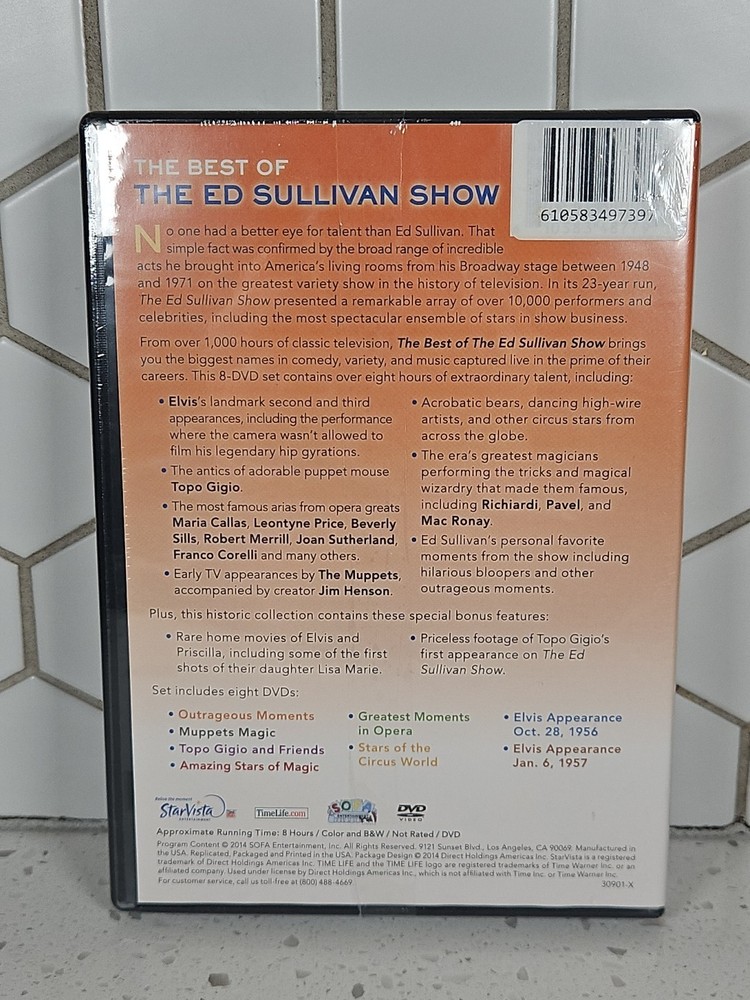 THE BEST OF
THE ED SULLIVAN SHOW
610583497397
No one had a better eye for talent than Ed Sullivan. That
simple fact was confirmed by the broad range of incredible
acts he brought into America's living rooms from his Broadway stage between 1948
and 1971 on the greatest variety show in the history of television. In its 23-year run,
The Ed Sullivan Show presented a remarkable array of over 10,000 performers and
celebrities, including the most spectacular ensemble of stars in show business.
From over 1,000 hours of classic television, The Best of The Ed Sullivan Show brings
you the biggest names in comedy, variety, and music captured live in the prime of their
careers. This 8-DVD set contains over eight hours of extraordinary talent, including:
• Elvis's landmark second and third
appearances, including the performance
where the camera wasn't allowed to
film his legendary hip gyrations.
• The antics of adorable puppet mouse
Topo Gigio.
• The most famous arias from opera greats
Maria Callas, Leontyne Price, Beverly
Sills, Robert Merrill, Joan Sutherland,
Franco Corelli and many others.
• Early TV appearances by The Muppets,
accompanied by creator Jim Henson.
• Acrobatic bears, dancing high-wire
artists, and other circus stars from
across the globe.
• The era's greatest magicians
performing the tricks and magical
wizardry that made them famous,
including Richiardi, Pavel, and
Mac Ronay.
• Ed Sullivan's personal favorite
moments from the show including
hilarious bloopers and other
outrageous moments.
Plus, this historic collection contains these special bonus features:
• Rare home movies of Elvis and
Priscilla, including some of the first
shots of their daughter Lisa Marie.
• Priceless footage of Topo Gigio's
first appearance on The Ed
Sullivan Show.
Set includes eight DVDs:
• Outrageous Moments
• Muppets Magic
• Topo Gigio and Friends
• Amazing Stars of Magic
• Greatest Moments
in Opera
• Stars of the
Circus World
• Elvis Appearance
Oct. 28, 1956
• Elvis Appearance
Jan. 6, 1957
StarVista
ENTERTAINMENT
TimeLife.com
SOFA
ENTERTAINMENT
DVD
VIDEO
Approximate Running Time: 8 Hours / Color and B&W / Not Rated / DVD
Program Content © 2014 SOFA Entertainment, Inc. All Rights Reserved. 9121 Sunset Blvd., Los Angeles, CA 90069. Manufactured in
the USA. Replicated, Packaged and Printed in the USA. Package Design © 2014 Direct Holdings Americas Inc. StarVista is a registered
trademark of Direct Holdings Americas Inc. TIME LIFE and the TIME LIFE logo are registered trademarks of Time Warner Inc. or an
affiliated company. Used under license by Direct Holdings Americas Inc., which is not affiliated with Time Inc. or Time Warner Inc.
For customer service, call us toll-free at (800) 488-4669
30901-X